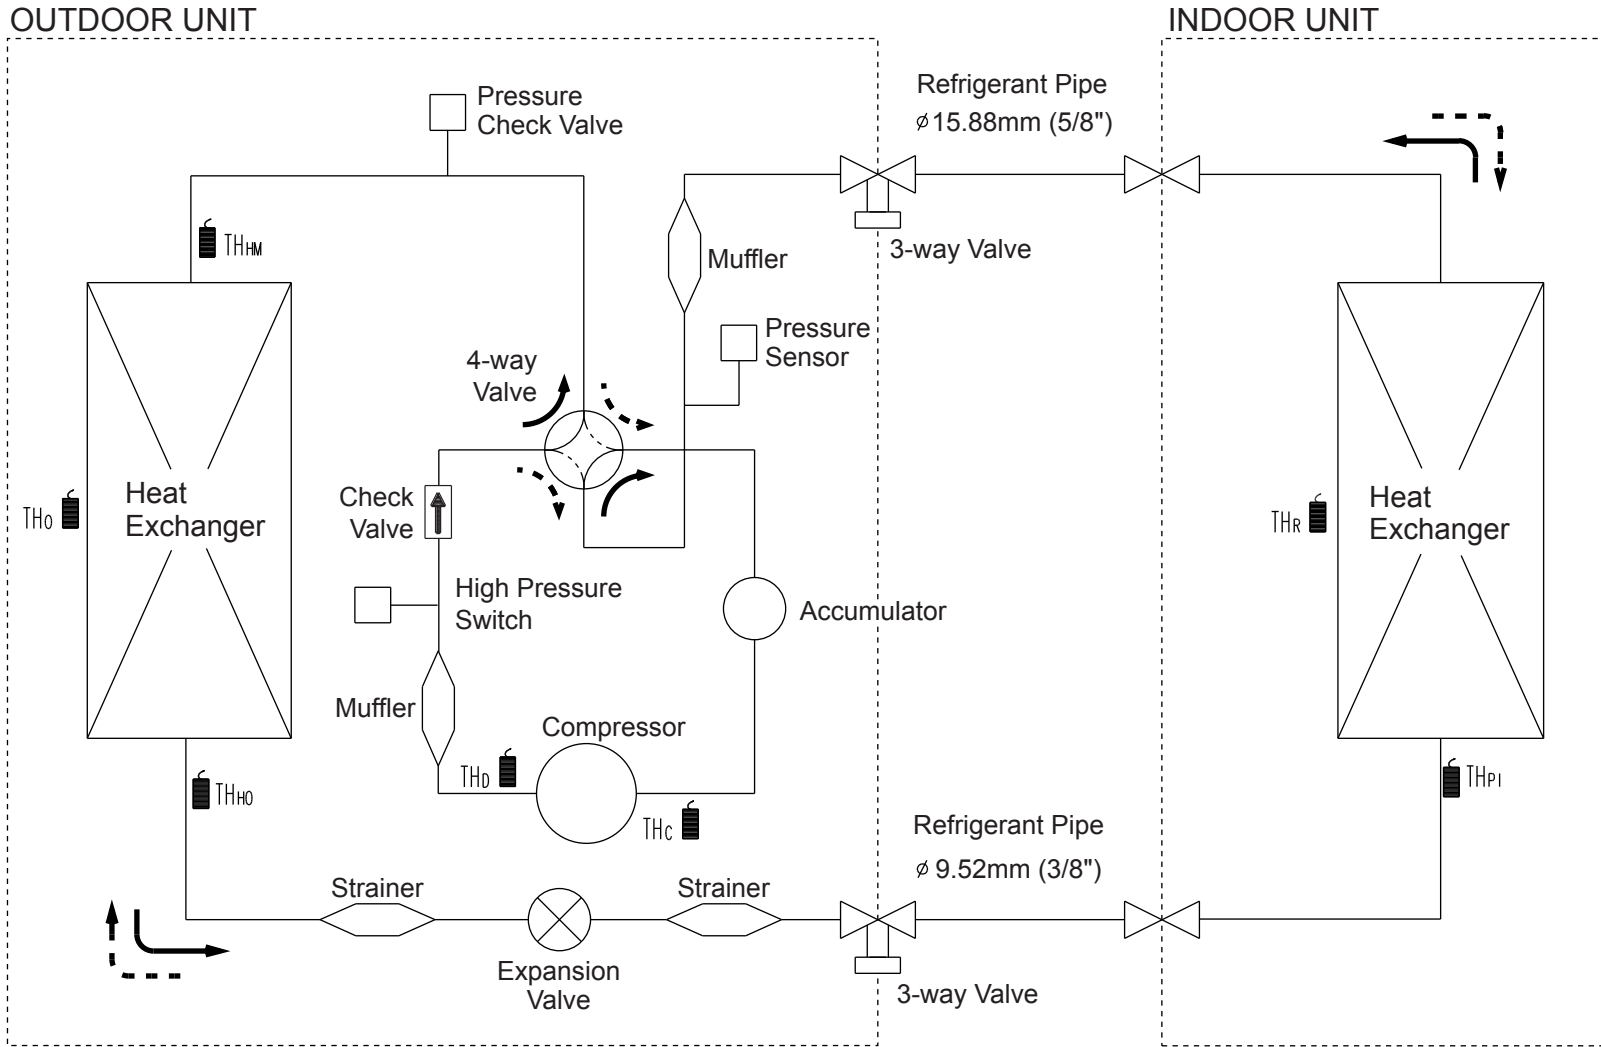 OUTDOOR UNIT
INDOOR UNIT
Pressure
Check Valve
Refrigerant Pipe
⌀15.88mm (5/8")
THHM
Muffler
3-way Valve
Pressure
Sensor
4-way
Valve
Heat
Exchanger
THO
Check
Valve
Heat
Exchanger
THR
High Pressure
Switch
Accumulator
Muffler
Compressor
THD
THHO
THC
THPI
Refrigerant Pipe
⌀ 9.52mm (3/8")
Strainer
Strainer
Expansion
Valve
3-way Valve